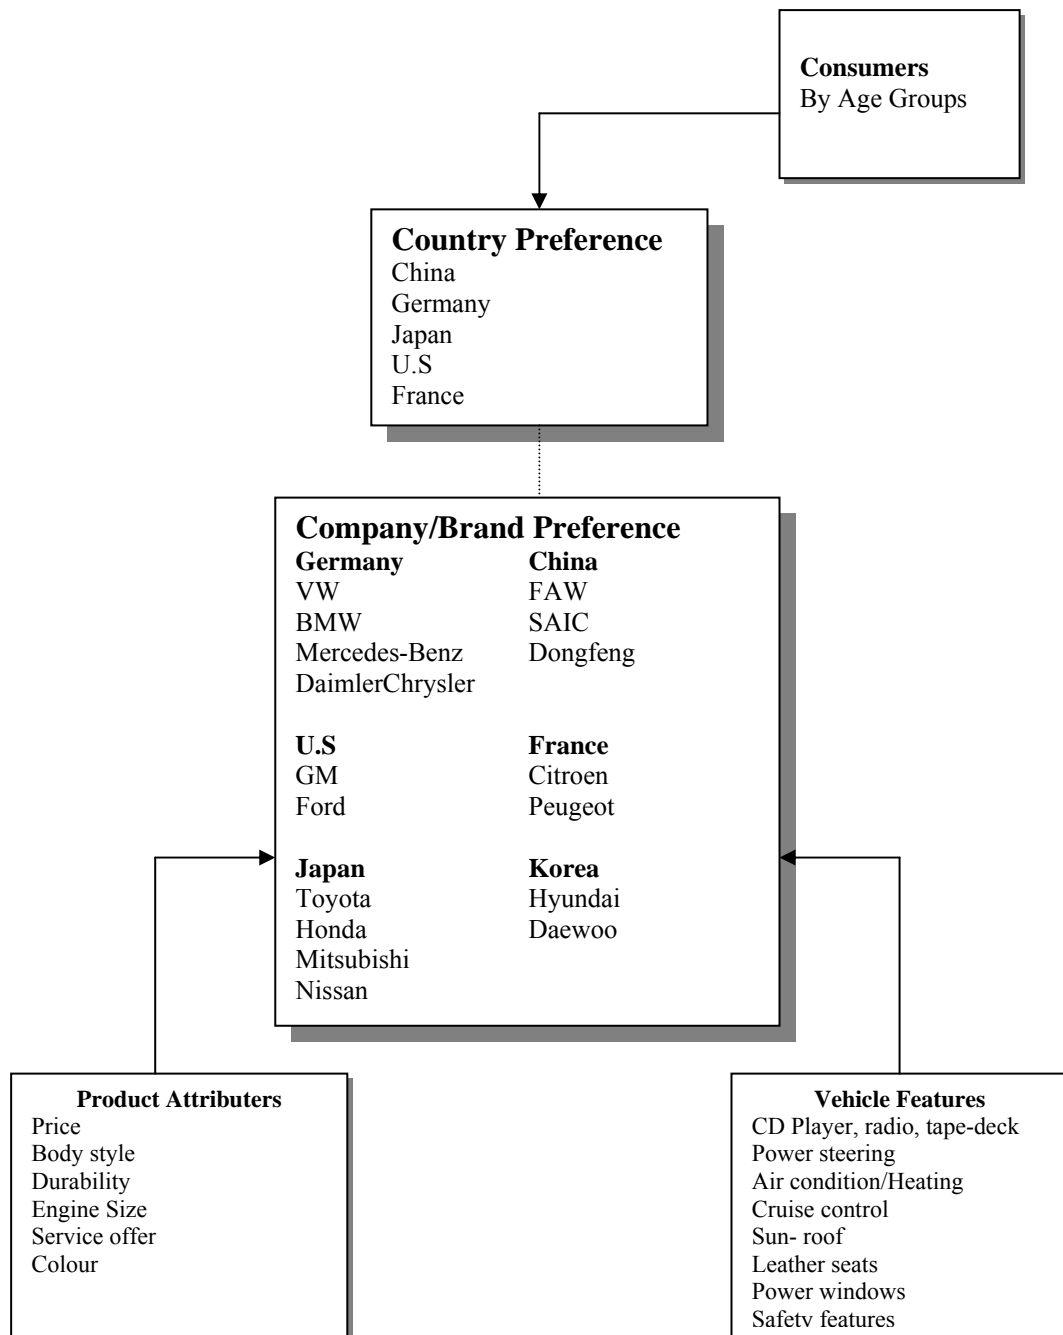 Consumers
By Age Groups
Country Preference
China
Germany
Japan
U.S
France
Company/Brand Preference
Germany
VW
BMW
Mercedes-Benz
DaimlerChrysler
China
FAW
SAIC
Dongfeng
U.S
GM
Ford
France
Citroen
Peugeot
Japan
Toyota
Honda
Mitsubishi
Nissan
Korea
Hyundai
Daewoo
Product Attributers
Price
Body style
Durability
Engine Size
Service offer
Colour
Vehicle Features
CD Player, radio, tape-deck
Power steering
Air condition/Heating
Cruise control
Sun- roof
Leather seats
Power windows
Safety features